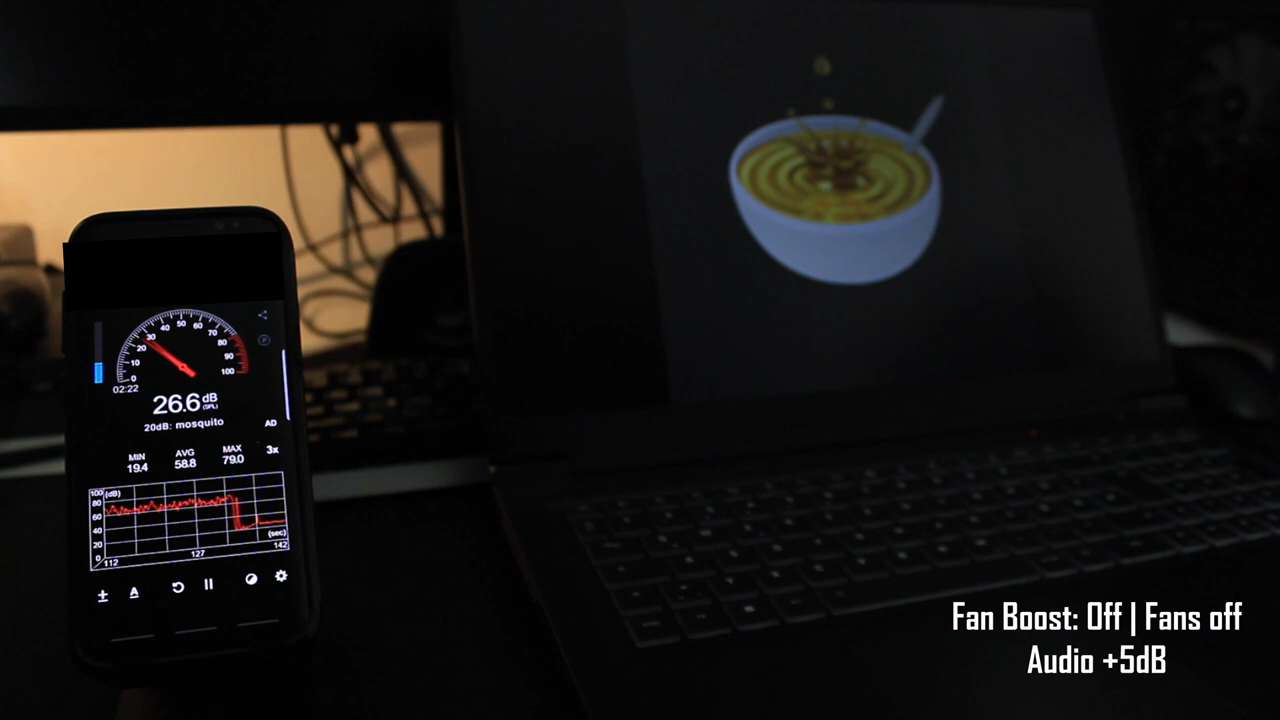 0 10 20 30 40 50 60 70 80 90 100
02:22
26.6 dB
(SPL)
20dB: mosquito
AD
MIN AVG MAX 3x
19.4 58.8 79.0
100 (dB)
80
60
40
20
0
(sec)
112 127 142
Fan Boost: Off | Fans off
Audio +5dB